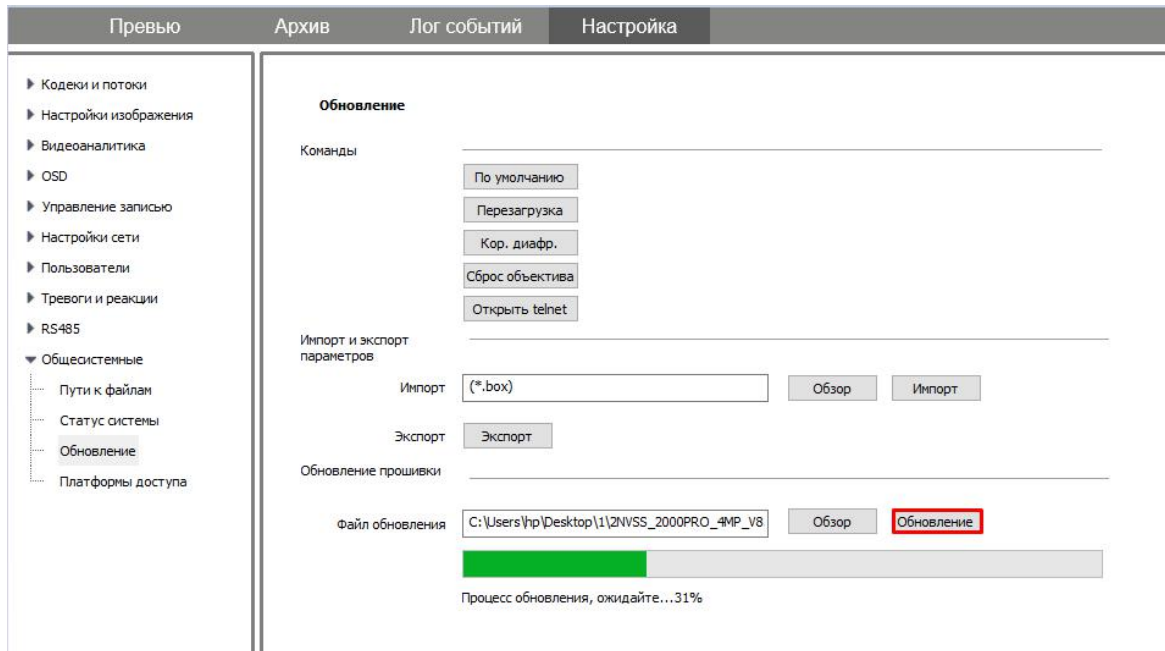 Превью Архив Лог событий Настройка
Кодеки и потоки
Настройки изображения
Видеоаналитика
OSD
Управление записью
Настройки сети
Пользователи
Тревоги и реакции
RS485
Общесистемные
Пути к файлам
Статус системы
Обновление
Платформы доступа
Обновление
Команды
По умолчанию
Перезагрузка
Кор. диафр.
Сброс объектива
Открыть telnet
Импорт и экспорт
параметров
Импорт (*.box) Обзор Импорт
Экспорт Экспорт
Обновление прошивки
Файл обновления C:\Users\hp\Desktop\1\2NVSS_2000PRO_4MP_V8 Обзор Обновление
Процесс обновления, ожидайте...31%